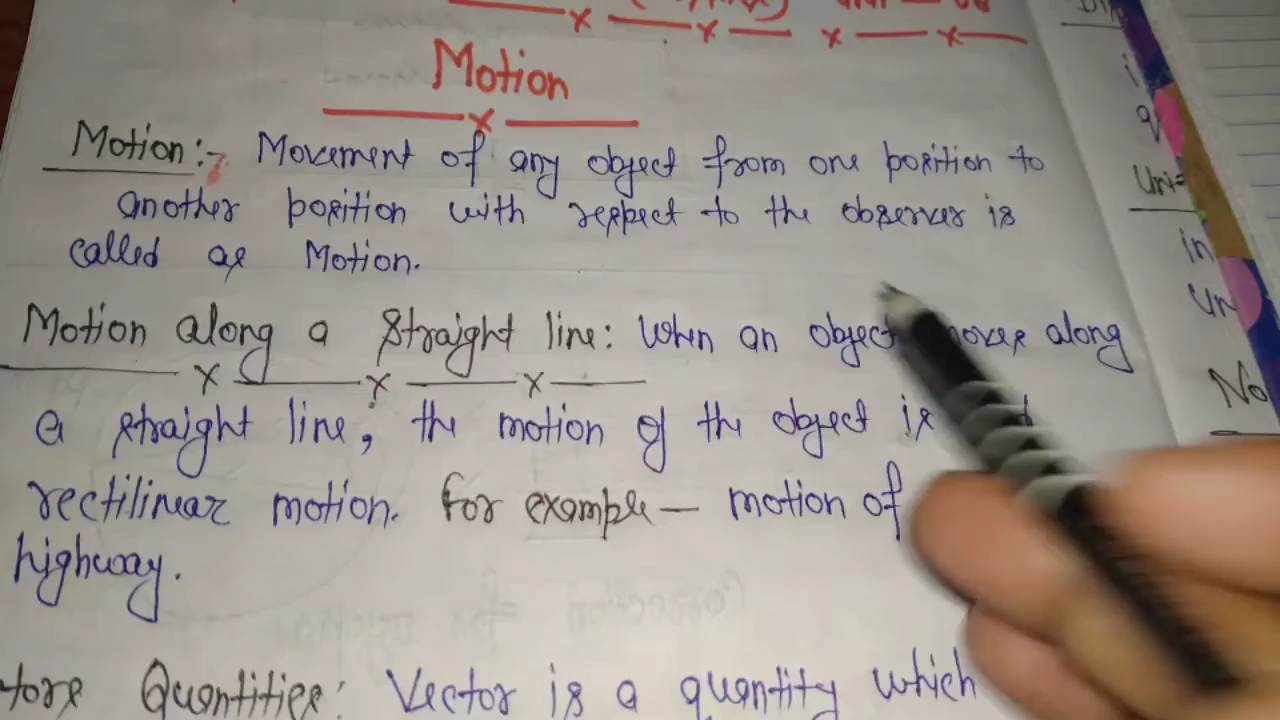 Motion
Motion:- Movement of any object from one position to
another position with respect to the observer is
called as Motion.
Motion along a straight line: When an object moves along
a straight line, the motion of the object is
rectilinear motion. For example — motion of
highway.
Quantities: Vector is a quantity which
in
No